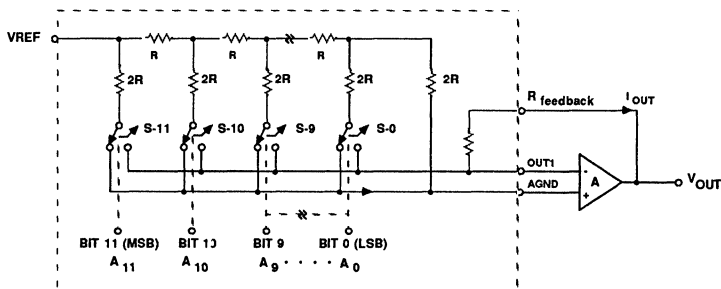 VREF
R
R
R
2R
2R
2R
2R
2R
R feedback
I OUT
S-11
S-10
S-9
S-0
OUT1
AGND
-
A
+
V OUT
BIT 11 (MSB)
BIT 10
BIT 9
BIT 0 (LSB)
A 11
A 10
A 9 · · · · · A 0